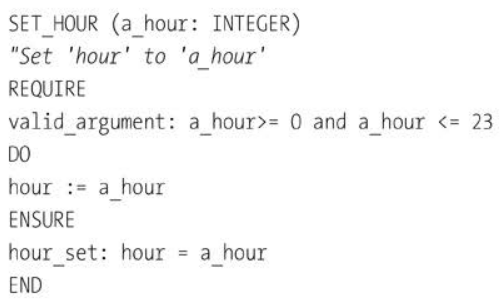 SET_HOUR (a_hour: INTEGER)
"Set 'hour' to 'a_hour'
REQUIRE
valid_argument: a_hour>= 0 and a_hour <= 23
DO
hour := a_hour
ENSURE
hour_set: hour = a_hour
END